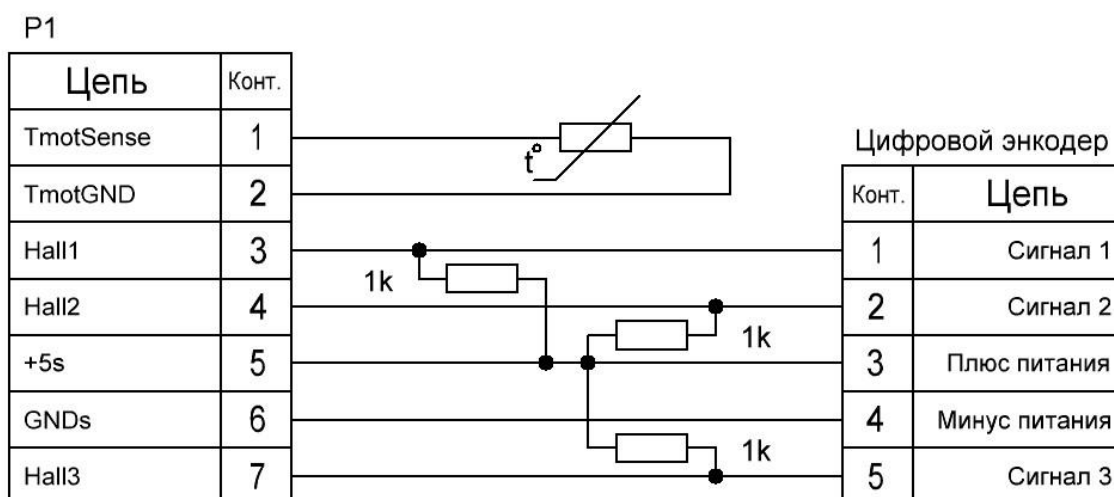 P1
Цепь Конт.
TmotSense 1
t° Цифровой энкодер
TmotGND 2 Конт. Цепь
Hall1 3 1 Сигнал 1
1k
Hall2 4 2 Сигнал 2
1k
+5s 5 3 Плюс питания
GNDs 6 4 Минус питания
1k
Hall3 7 5 Сигнал 3